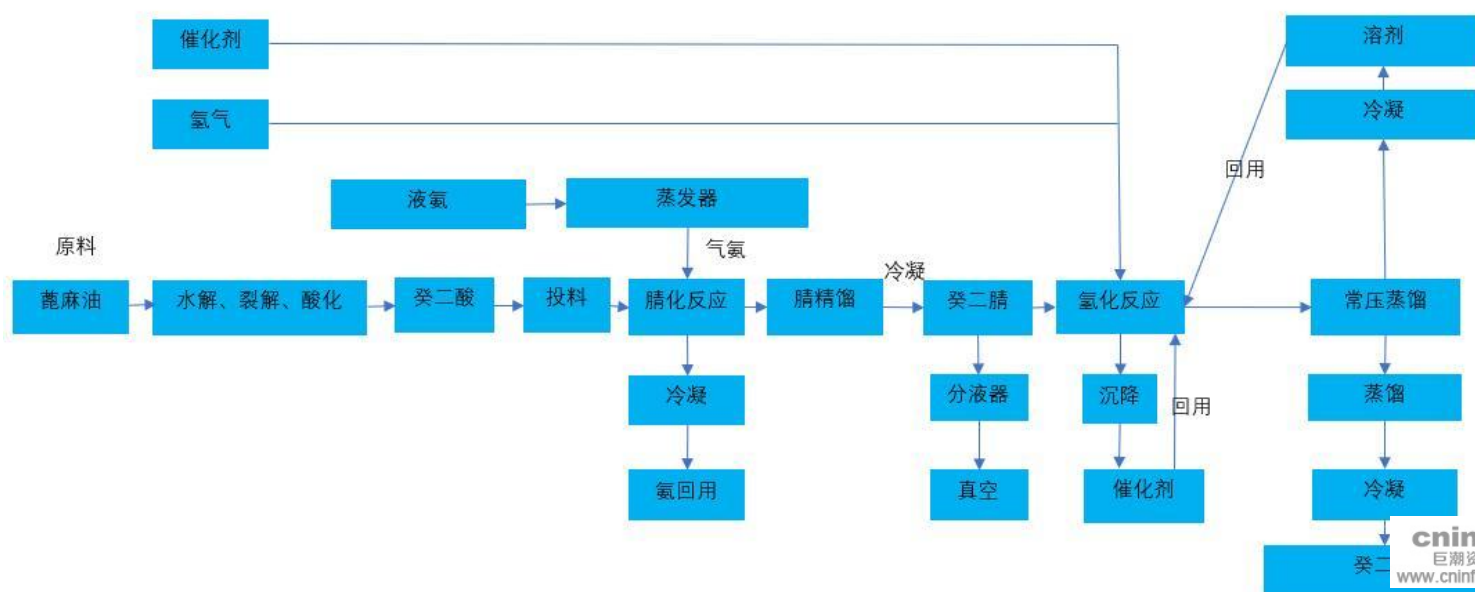 催化剂
溶剂
氢气
冷凝
回用
液氨
蒸发器
原料
气氨
冷凝
蓖麻油
水解、裂解、酸化
癸二酸
投料
腈化反应
腈精馏
癸二腈
氢化反应
常压蒸馏
冷凝
分液器
沉降
回用
蒸馏
氨回用
真空
催化剂
冷凝
癸二
cnin
巨潮资
www.cninf